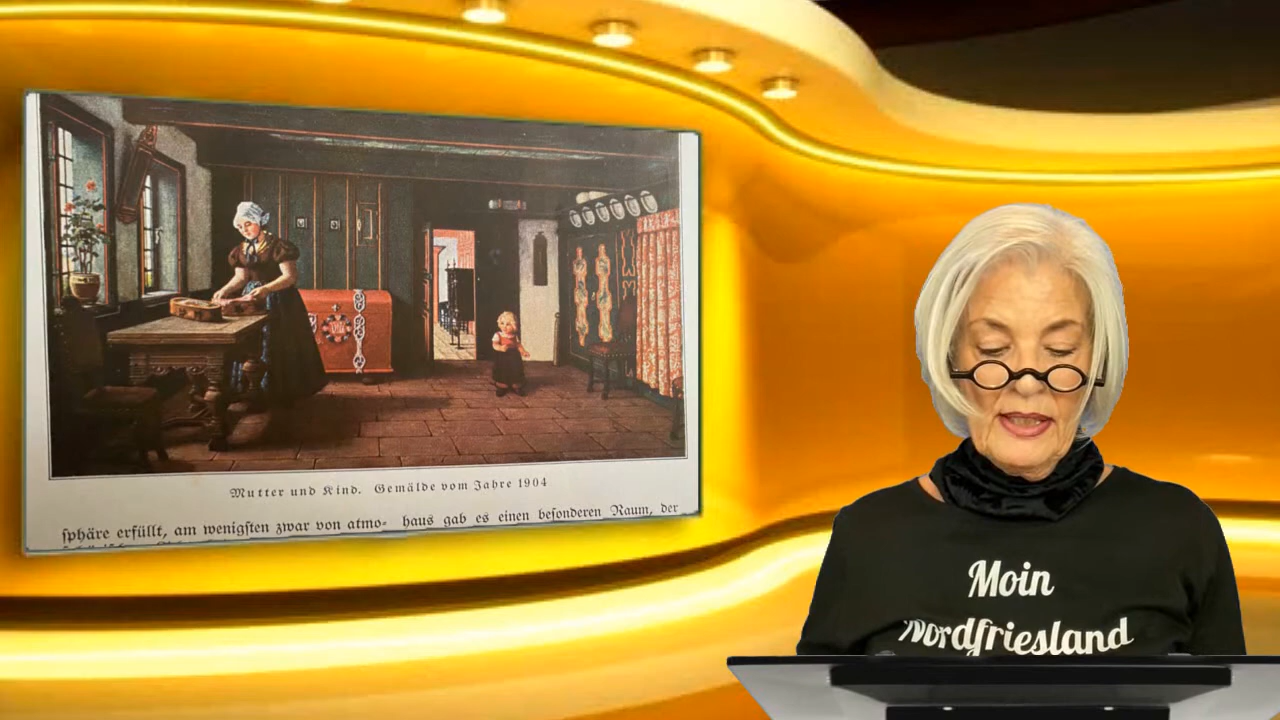 Mutter und Kind. Gemälde vom Jahre 1904
ſphäre erfüllt, am wenigſten zwar von atmo-
haus gab es einen beſonderen Raum, der
Moin
Nordfriesland